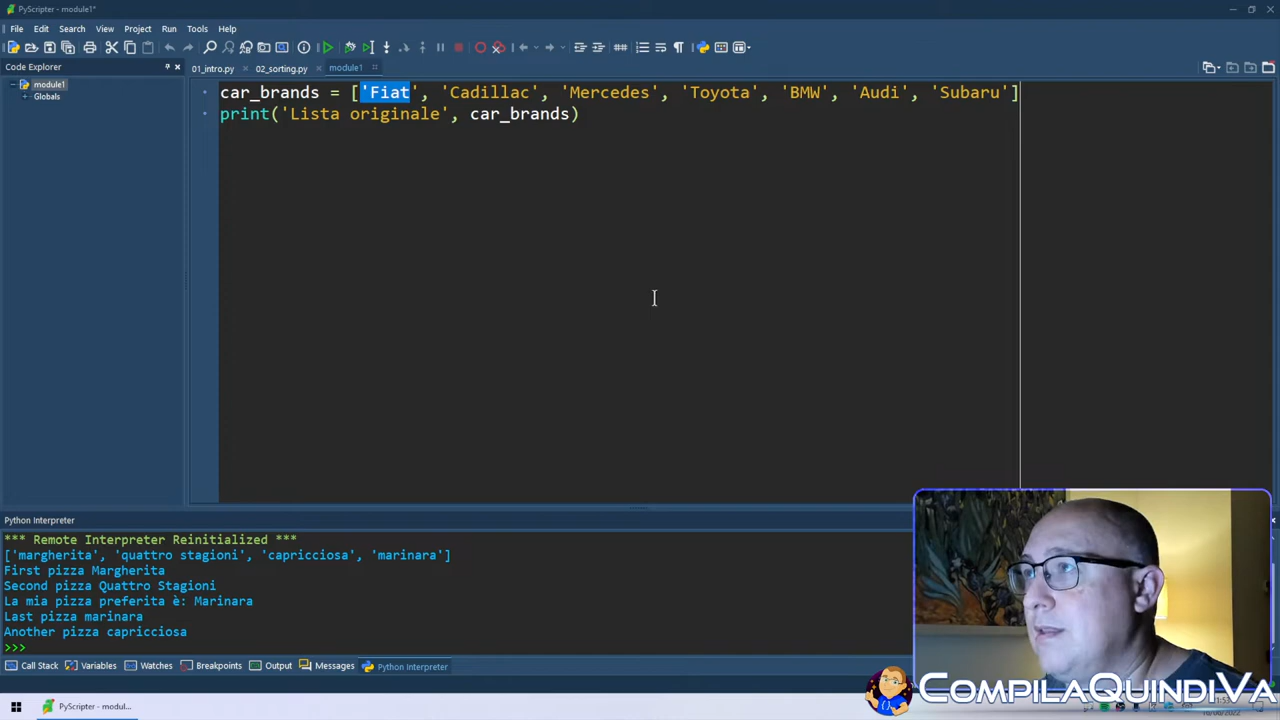 PyScripter - module1*
File Edit Search View Project Run Tools Help
Code Explorer
01_intro.py 02_sorting.py module1
module1
Globals
car_brands = ['Fiat', 'Cadillac', 'Mercedes', 'Toyota', 'BMW', 'Audi', 'Subaru']
print('Lista originale', car_brands)
Python Interpreter
*** Remote Interpreter Reinitialized ***
['margherita', 'quattro stagioni', 'capricciosa', 'marinara']
First pizza Margherita
Second pizza Quattro Stagioni
La mia pizza preferita è: Marinara
Last pizza marinara
Another pizza capricciosa
>>>
Call Stack Variables Watches Breakpoints Output Messages Python Interpreter
COMPILAQUINDIVA
PyScripter - modul...